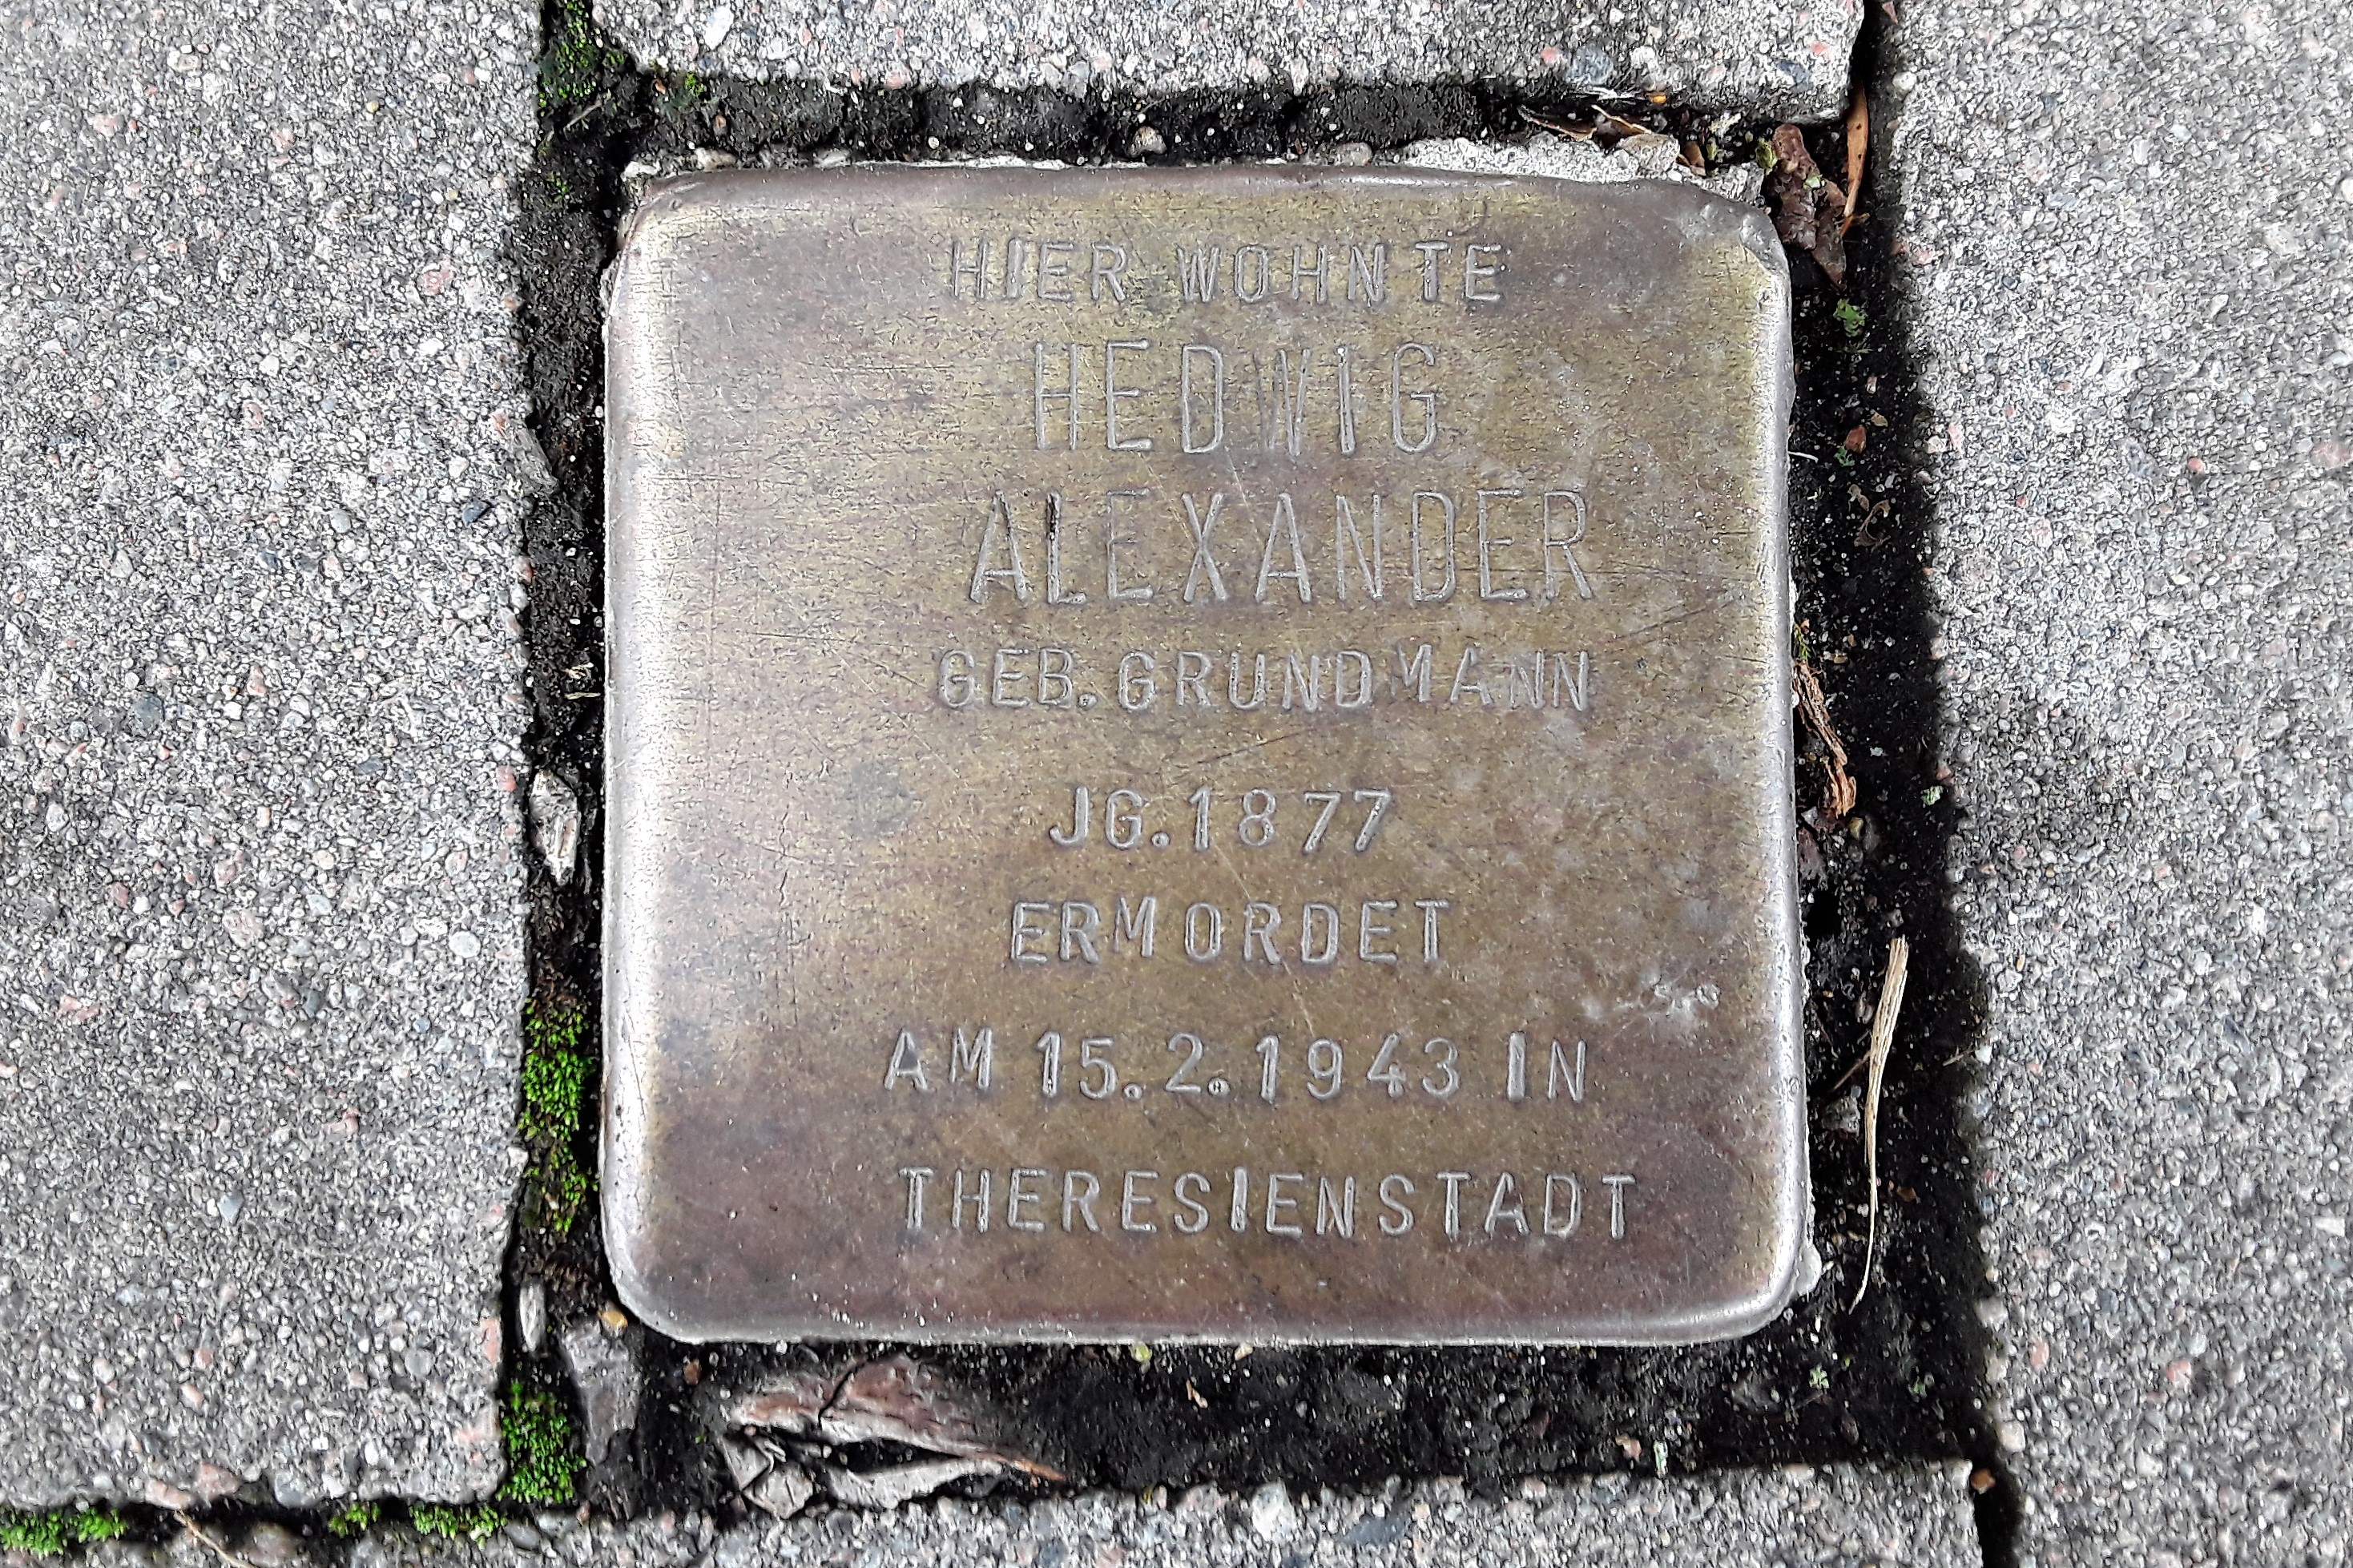 HIER WOHNTE
HEDWIG
ALEXANDER
GEB. GRUNDMANN
JG. 1877
ERMORDET
AM 15.2.1943 IN
THERESIENSTADT